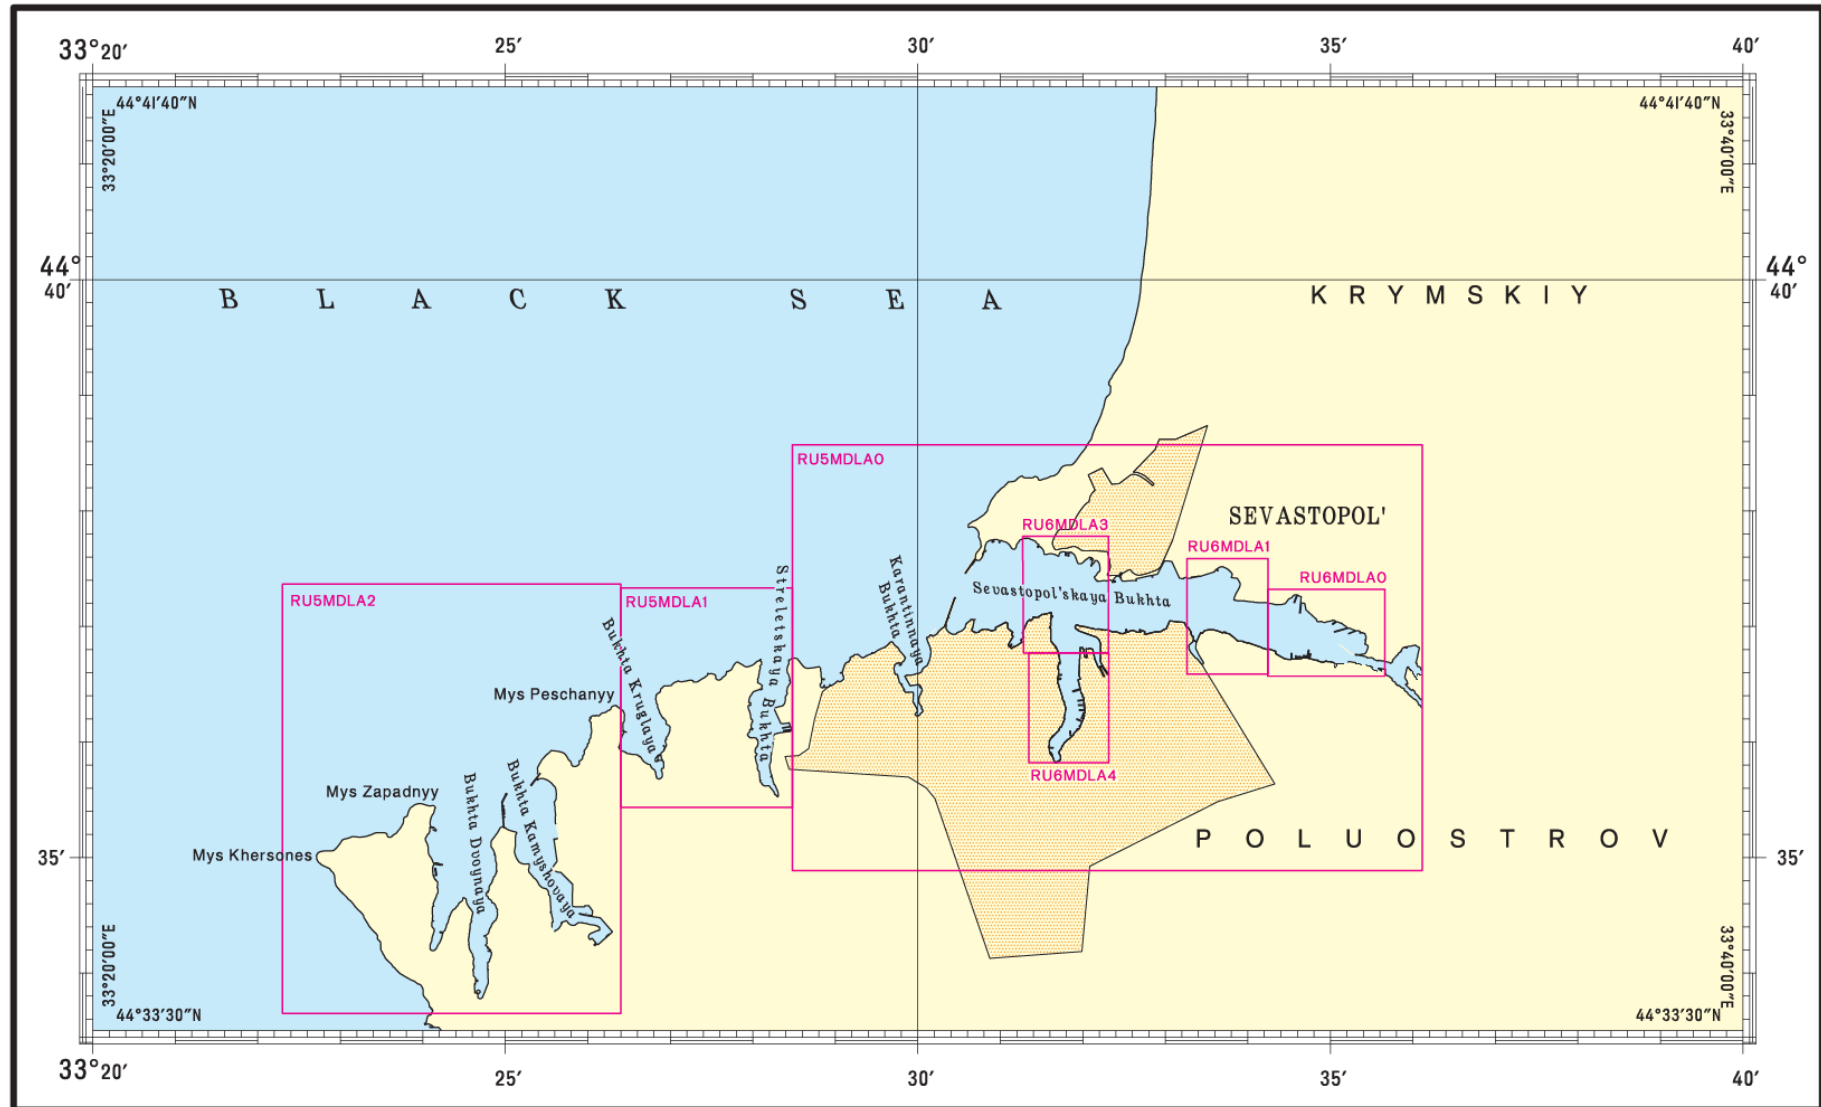 33°20′ 25′ 30′ 35′ 40′
44°41′40″N 44°41′40″N
33°20′00″E 33°40′00″E
44° 44°
40′ 40′
B L A C K S E A
K R Y M S K I Y
RU5MDLA0
SEVASTOPOL'
RU6MDLA3
RU6MDLA1
RU6MDLA0
RU5MDLA2
RU5MDLA1
Streletskaya Bukhta
Karantinnaya
Bukhta
Sevastopol'skaya Bukhta
Bukhta Kruglaya
Mys Peschanyy
RU6MDLA4
Mys Zapadnyy
Bukhta Dvoynaya
Bukhta Kamyshovaya
P O L U O S T R O V
Mys Khersones
35′ 35′
33°20′00″E 33°40′00″E
44°33′30″N 44°33′30″N
33°20′ 25′ 30′ 35′ 40′